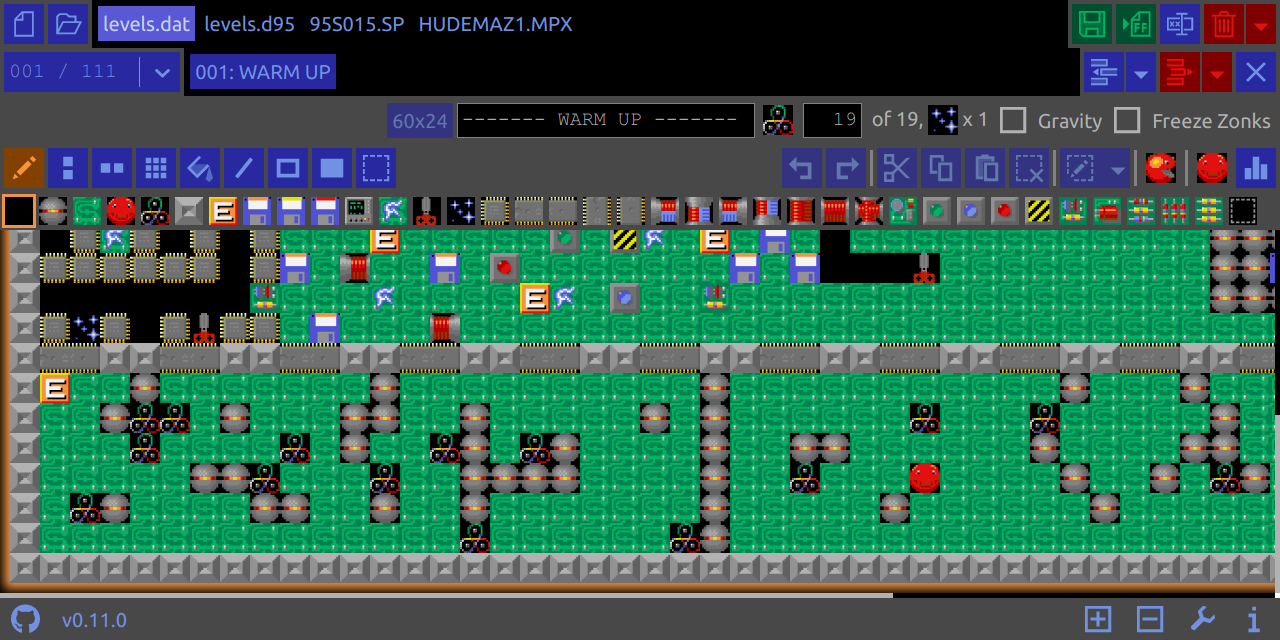 levels.dat levels.d95 95S015.SP HUDEMAZ1.MPX
FF
001 / 111 001: WARM UP
60x24 ------- WARM UP ------- 19 of 19, x 1 Gravity Freeze Zonks
E
E E
E
E
v0.11.0